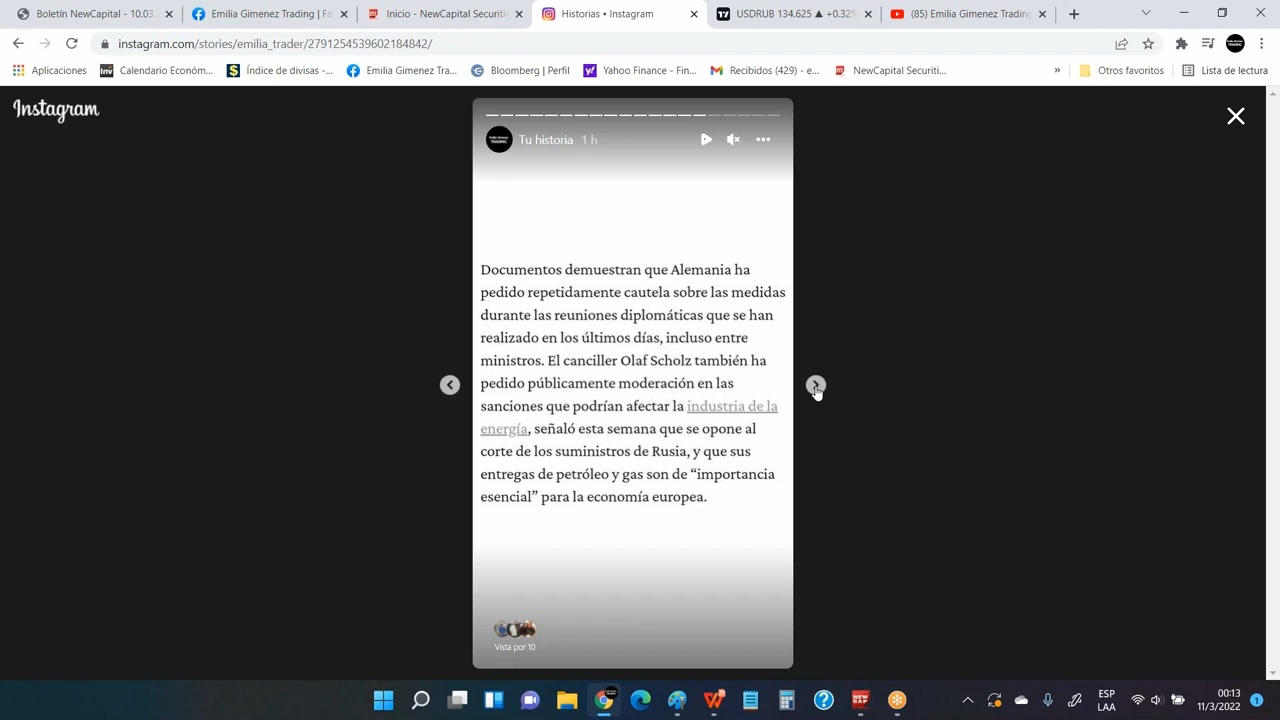 Boletín NewCapital - 10.03.
Emilia Gimenez Trading | Fa
Inicio - NewCapital Securiti
Historias • Instagram
USDRUB 134.625 ▲ +0.32%
(85) Emilia Gimenez Trading
instagram.com/stories/emilia_trader/2791254539602184842/
Aplicaciones
Calendario Económ...
Índice de divisas -...
Emilia Gimenez Tra...
Bloomberg | Perfil
Yahoo Finance - Fin...
Recibidos (429) - e...
NewCapital Securiti...
»
Otros favoritos
Lista de lectura
Instagram
Tu historia 1 h
Documentos demuestran que Alemania ha
pedido repetidamente cautela sobre las medidas
durante las reuniones diplomáticas que se han
realizado en los últimos días, incluso entre
ministros. El canciller Olaf Scholz también ha
pedido públicamente moderación en las
sanciones que podrían afectar la industria de la
energía, señaló esta semana que se opone al
corte de los suministros de Rusia, y que sus
entregas de petróleo y gas son de “importancia
esencial” para la economía europea.
Vista por 10
ESP
LAA
00:13
11/3/2022